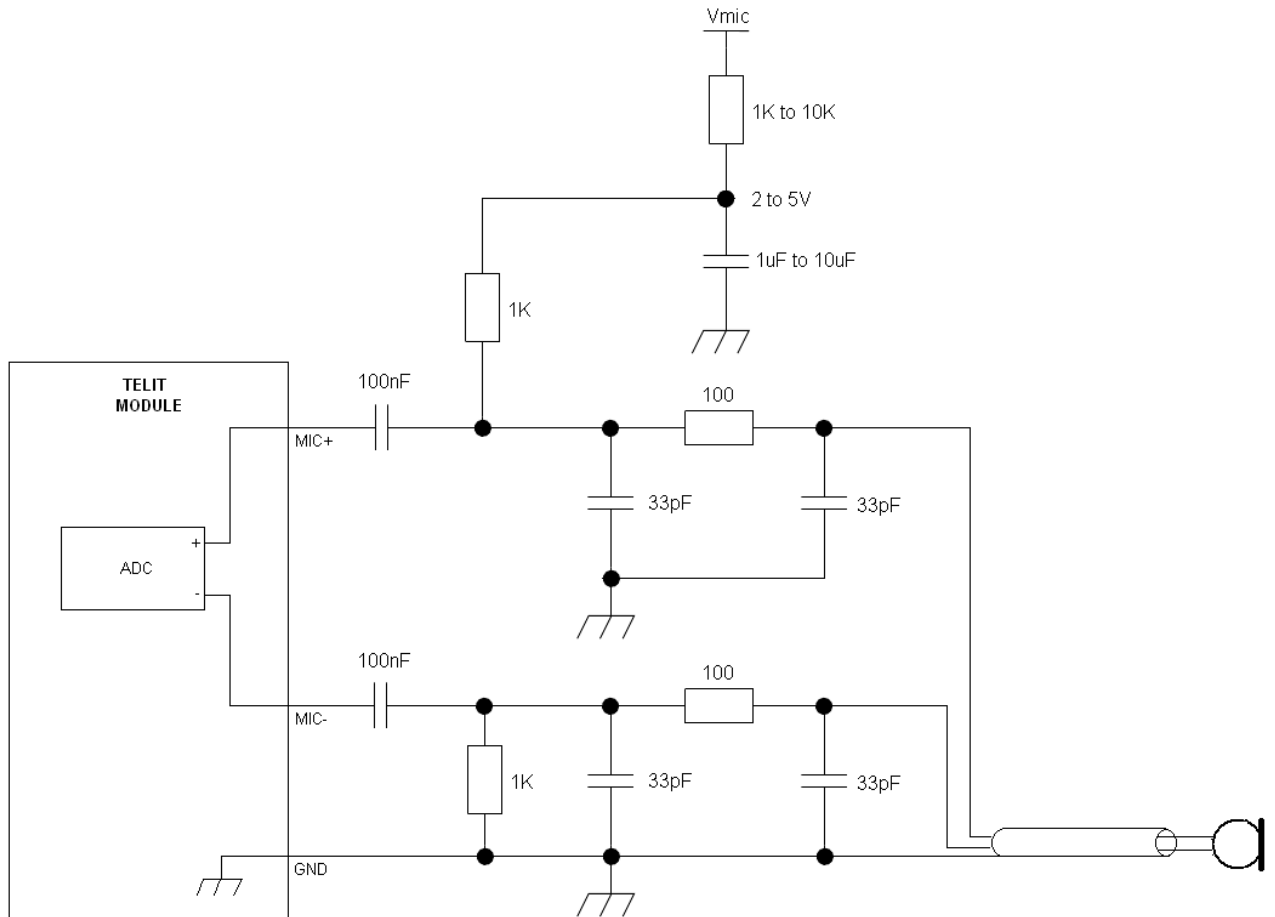 Vmic
1K to 10K
2 to 5V
1uF to 10uF
1K
TELIT
MODULE
100nF
100
MIC+
33pF
33pF
+
ADC
-
100nF
100
MIC-
1K
33pF
33pF
GND